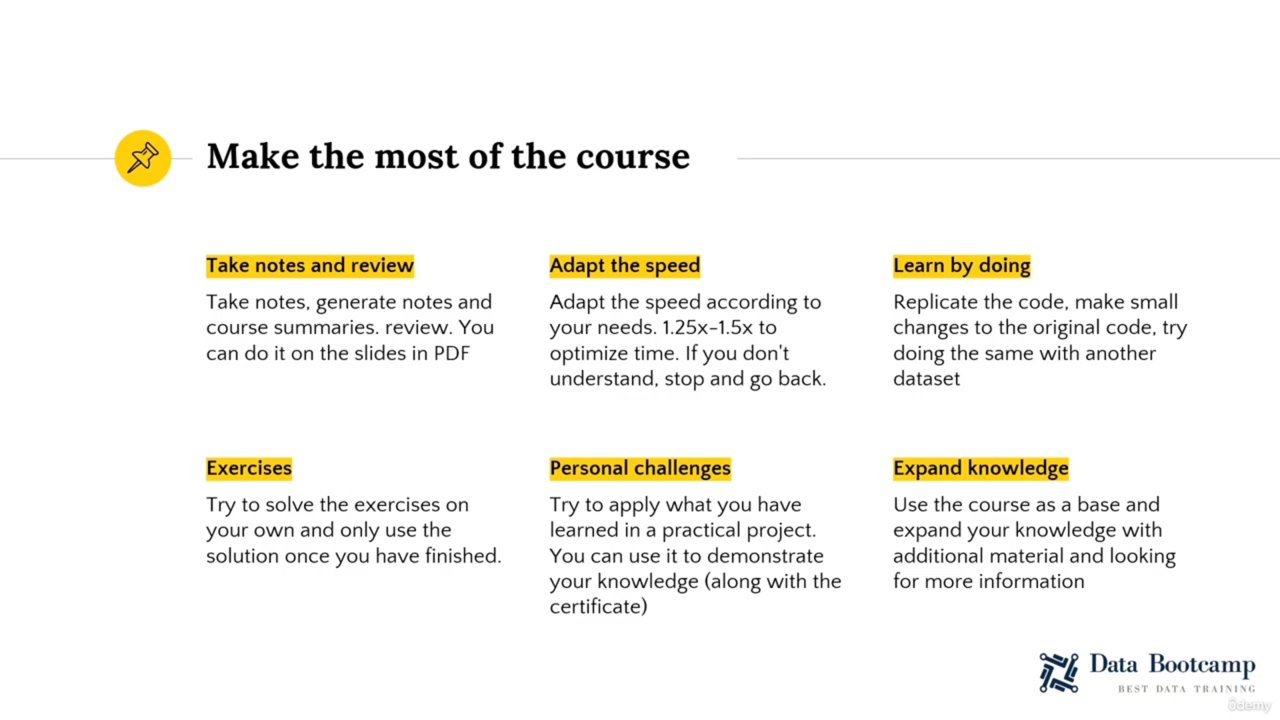 Make the most of the course
Take notes and review
Take notes, generate notes and
course summaries. review. You
can do it on the slides in PDF
Adapt the speed
Adapt the speed according to
your needs. 1.25x-1.5x to
optimize time. If you don't
understand, stop and go back.
Learn by doing
Replicate the code, make small
changes to the original code, try
doing the same with another
dataset
Exercises
Try to solve the exercises on
your own and only use the
solution once you have finished.
Personal challenges
Try to apply what you have
learned in a practical project.
You can use it to demonstrate
your knowledge (along with the
certificate)
Expand knowledge
Use the course as a base and
expand your knowledge with
additional material and looking
for more information
Data Bootcamp
BEST DATA TRAINING
ûdemy